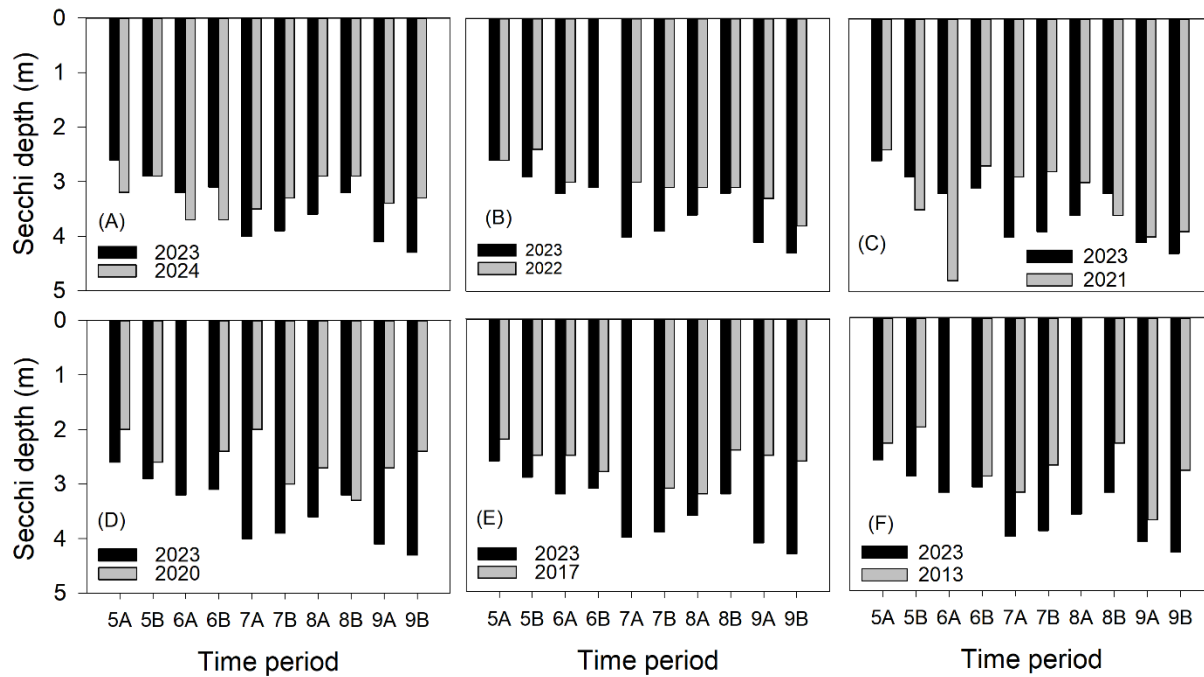 Secchi depth (m)
0
1
2
3
4
5
(A)
2023
2024
(B)
2023
2022
(C)
2023
2021
Secchi depth (m)
0
1
2
3
4
5
(D)
2023
2020
(E)
2023
2017
(F)
2023
2013
5A 5B 6A 6B 7A 7B 8A 8B 9A 9B
5A 5B 6A 6B 7A 7B 8A 8B 9A 9B
5A 5B 6A 6B 7A 7B 8A 8B 9A 9B
Time period
Time period
Time period